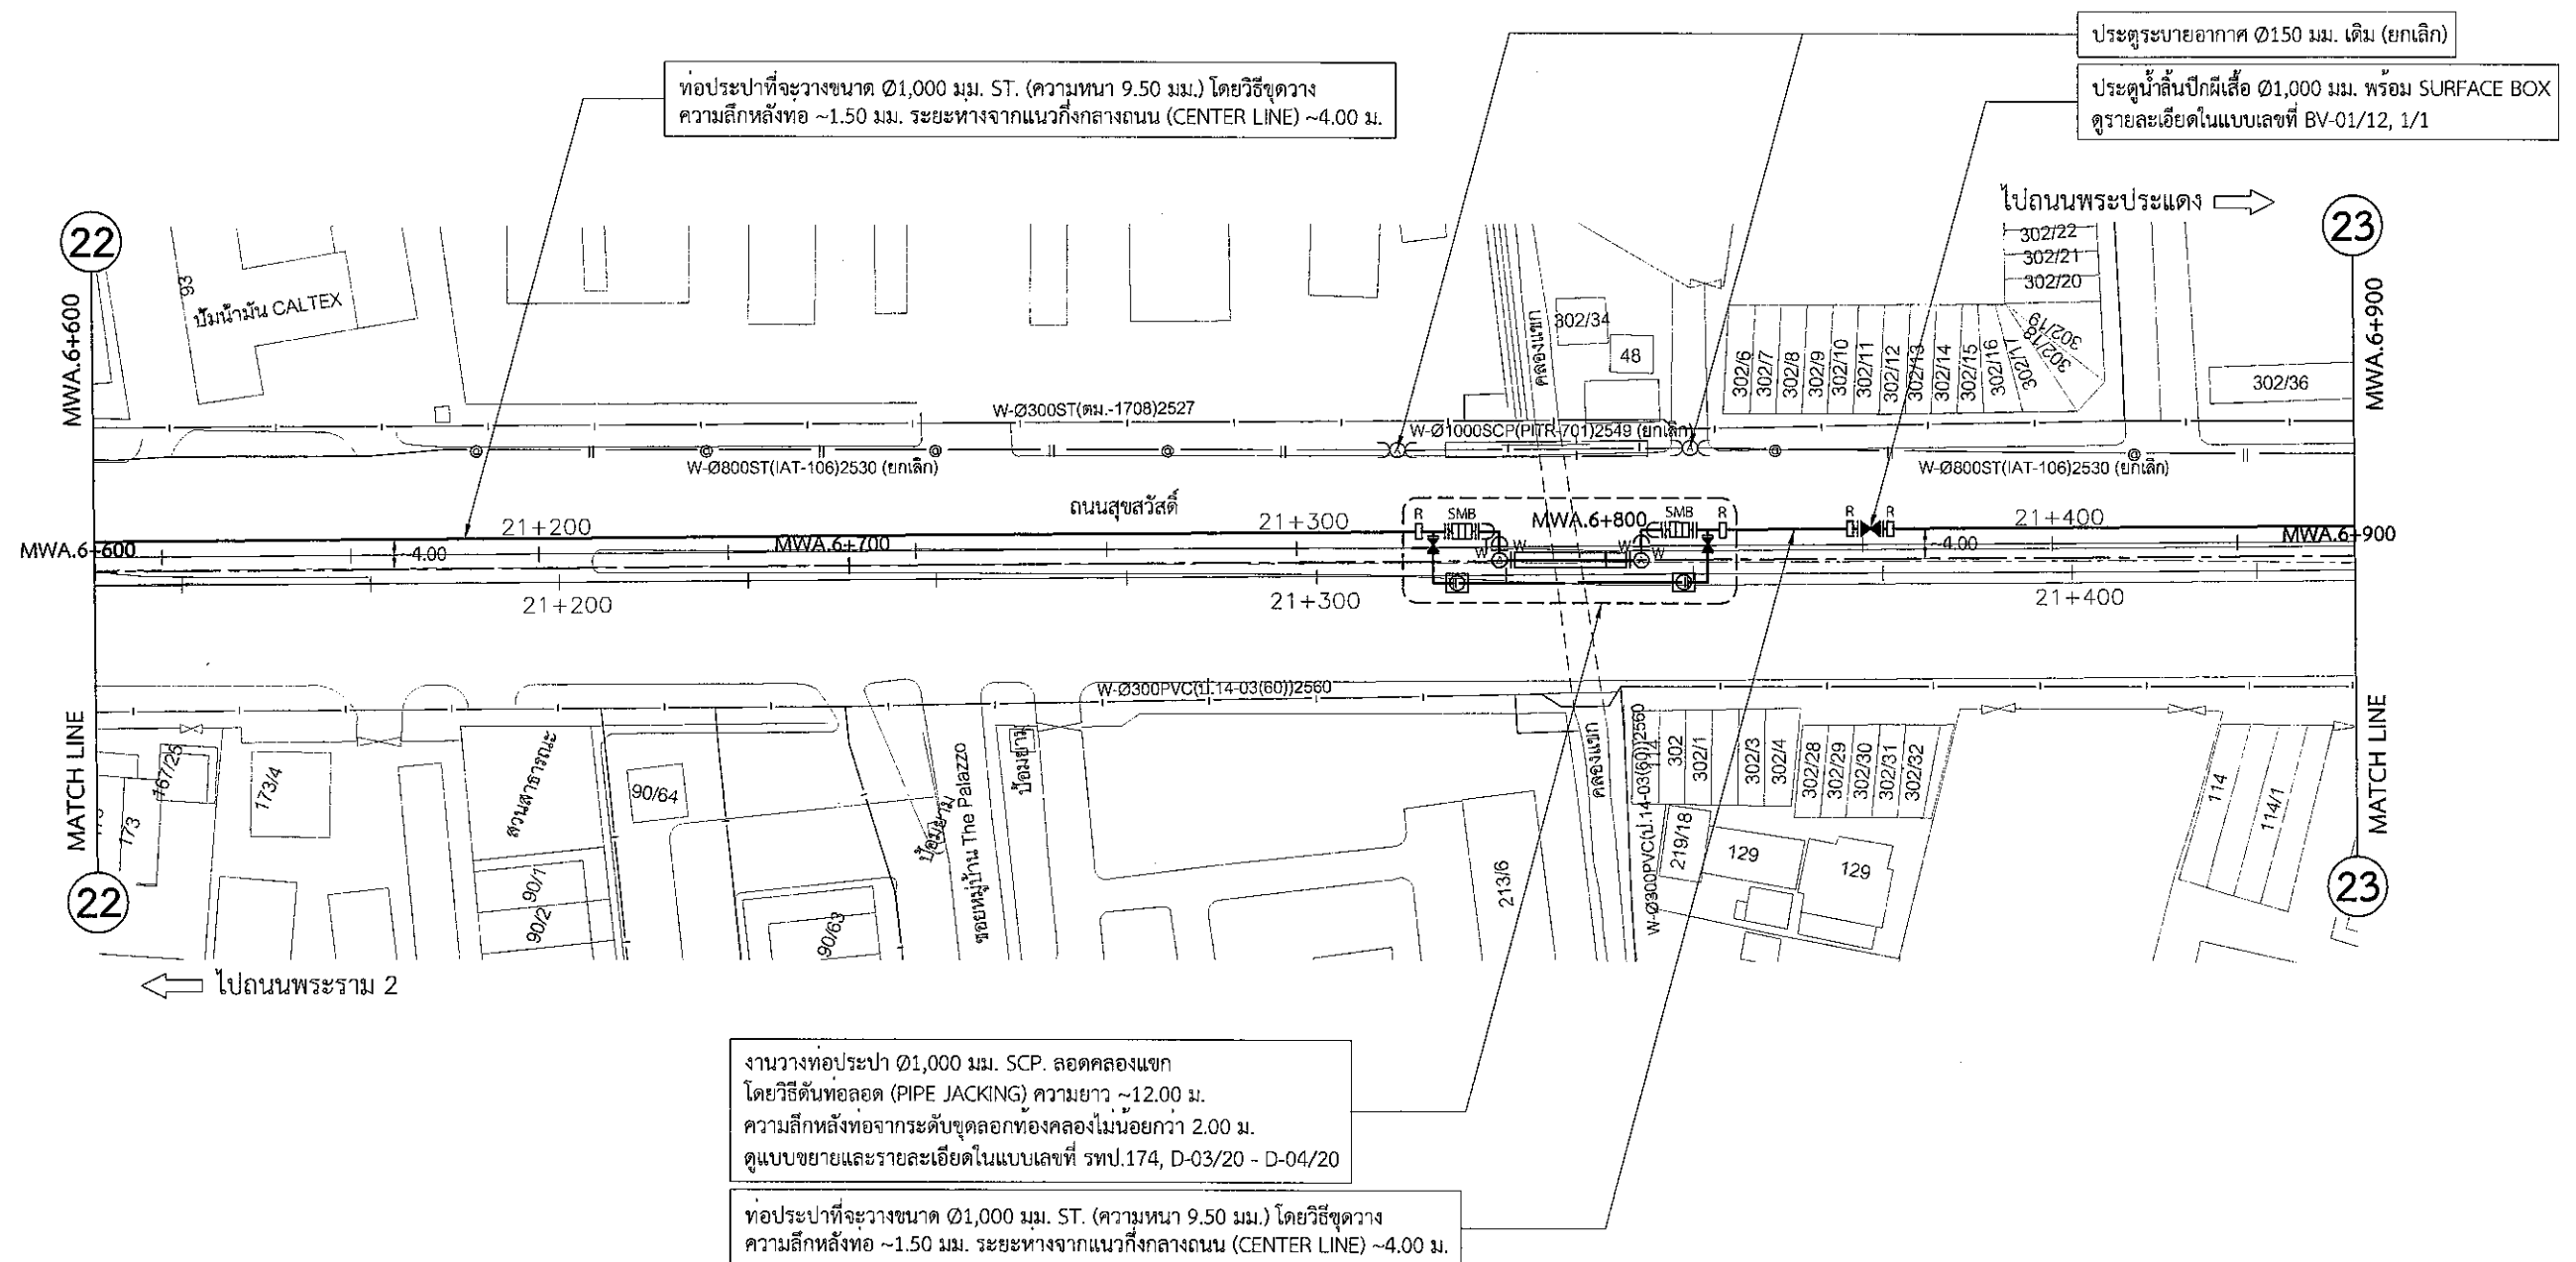 ประตูระบายอากาศ Ø150 มม. เดิม (ยกเลิก)
ท่อประปาที่จะวางขนาด Ø1,000 มม. ST. (ความหนา 9.50 มม.) โดยวิธีขุดวาง
ความลึกหลังท่อ ~1.50 มม. ระยะห่างจากแนวกึ่งกลางถนน (CENTER LINE) ~4.00 ม.
ประตูน้ำลิ้นปีกผีเสื้อ Ø1,000 มม. พร้อม SURFACE BOX
ดูรายละเอียดในแบบเลขที่ BV-01/12, 1/1
ไปถนนพระประแดง
22
23
MWA.6+600
MWA.6+900
93
ปั๊มน้ำมัน CALTEX
คลองแขก
302/34
48
302/6
302/7
302/8
302/9
302/10
302/11
302/12
302/13
302/14
302/15
302/16
302/17
302/18
302/19
302/20
302/21
302/22
302/36
W-Ø300ST(ตม.-1708)2527
W-Ø1000SCP(PITR-701)2549 (ยกเลิก)
W-Ø800ST(IAT-106)2530 (ยกเลิก)
W-Ø800ST(IAT-106)2530 (ยกเลิก)
ถนนสุขสวัสดิ์
21+200
21+300
R
SMB
MWA.6+800
SMB
R
R
R
21+400
MWA.6+600
~4.00
MWA.6+700
W
W
W
W
~4.00
MWA.6+900
21+200
21+300
21+400
W-Ø300PVC(ป.14-03(60))2560
MATCH LINE
MATCH LINE
173
167/25
173/4
สวนสาธารณะ
90/1
90/2
90/64
90/63
ป้อมยาม
ซอยหมู่บ้าน The Palazzo
ป้อมยาม
213/6
คลองแขก
W-Ø300PVC(ป.14-03(60))2560
114
302
302/1
302/3
302/4
302/28
302/29
302/30
302/31
302/32
219/18
129
129
114
114/1
22
23
ไปถนนพระราม 2
งานวางท่อประปา Ø1,000 มม. SCP. ลอดคลองแขก
โดยวิธีดันท่อลอด (PIPE JACKING) ความยาว ~12.00 ม.
ความลึกหลังท่อจากระดับขุดลอกท้องคลองไม่น้อยกว่า 2.00 ม.
ดูแบบขยายและรายละเอียดในแบบเลขที่ รทป.174, D-03/20 - D-04/20
ท่อประปาที่จะวางขนาด Ø1,000 มม. ST. (ความหนา 9.50 มม.) โดยวิธีขุดวาง
ความลึกหลังท่อ ~1.50 มม. ระยะห่างจากแนวกึ่งกลางถนน (CENTER LINE) ~4.00 ม.